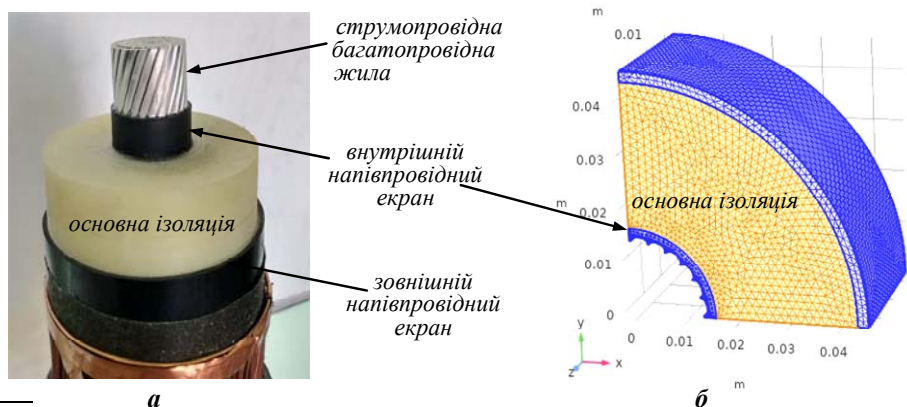 струмопровідна
багатопровідна
жила
внутрішній
напівпровідний
екран
основна ізоляція
зовнішній
напівпровідний
екран
а
m
m
0.01
0.04
0.03
m
основна ізоляція
0.02
0.01
0
0
0.01
0.02
0.03
0.04
m
y
z
x
б